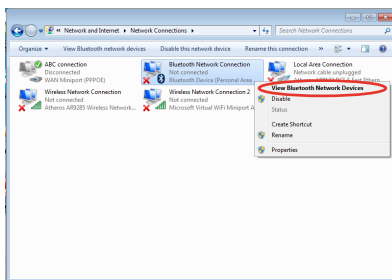 « Network and Internet ▸ Network Connections ▸
Search Network Connections
Organize ▾ View Bluetooth network devices Disable this network device Rename this connection »
ABC connection
Disconnected
WAN Miniport (PPPOE)
Bluetooth Network Connection
Not connected
Bluetooth Device (Personal Area ...
Local Area Connection
Network cable unplugged
Wireless Network Connection
Not connected
Atheros AR9285 Wireless Network...
Wireless Network Connection 2
Not connected
Microsoft Virtual WiFi Miniport A
View Bluetooth Network Devices
Disable
Status
Create Shortcut
Rename
Properties